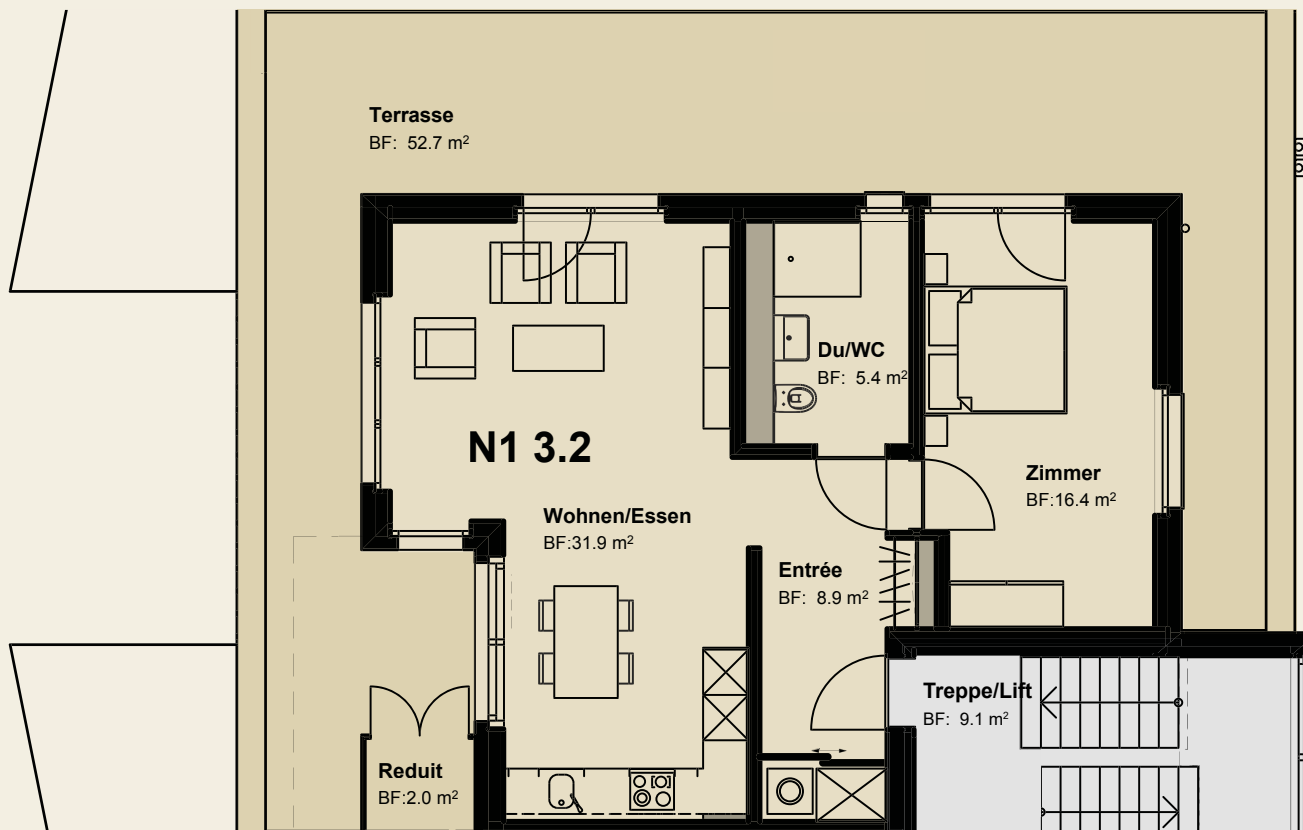 Terrasse
BF: 52.7 m²
Du/WC
BF: 5.4 m²
N1 3.2
Zimmer
BF:16.4 m²
Wohnen/Essen
BF:31.9 m²
Entrée
BF: 8.9 m²
Treppe/Lift
BF: 9.1 m²
Reduit
BF:2.0 m²